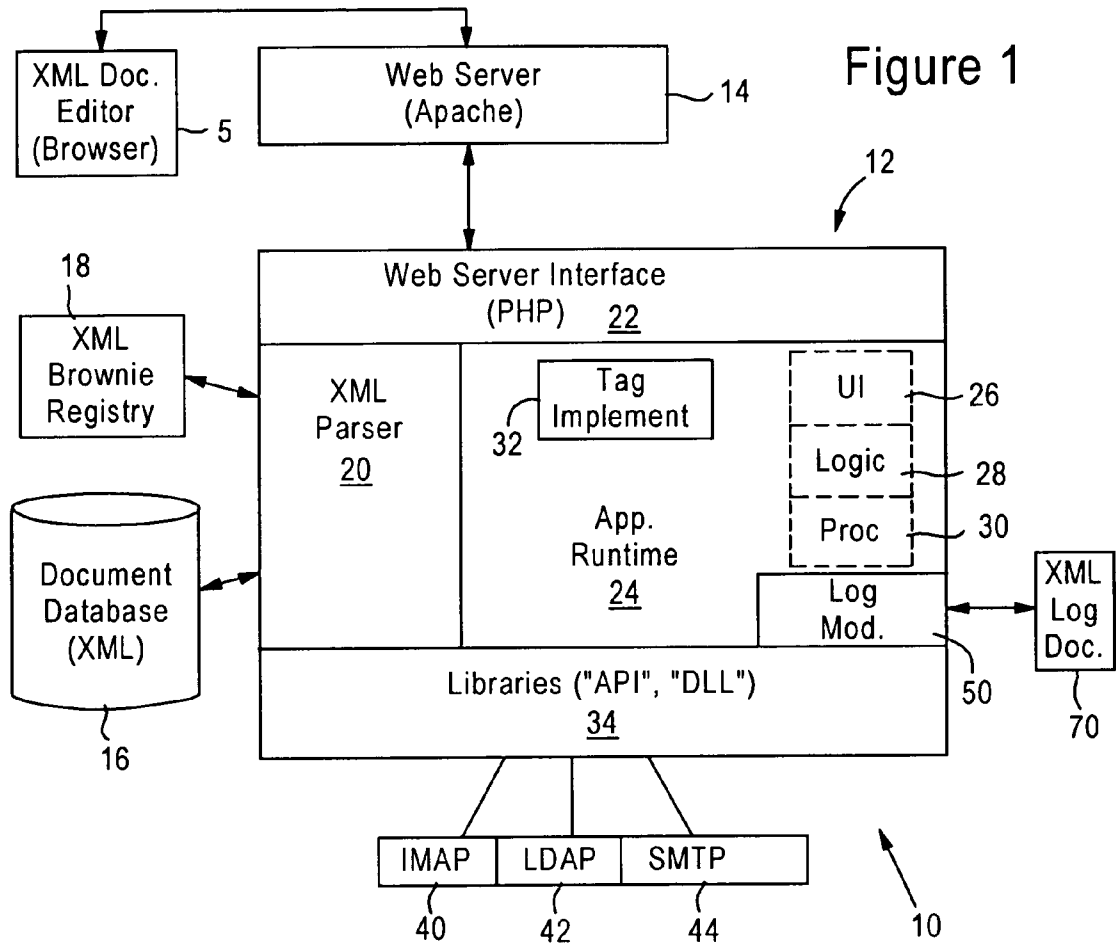 Figure 1
XML Doc.
Editor
(Browser)
5
Web Server
(Apache)
14
12
Web Server Interface
(PHP) 22
18
XML
Brownie
Registry
XML
Parser
20
Tag
Implement
32
UI
26
Logic
28
Proc
30
App.
Runtime
24
Document
Database
(XML)
16
Log
Mod.
50
XML
Log
Doc.
70
Libraries ("API", "DLL")
34
IMAP
LDAP
SMTP
40
42
44
10